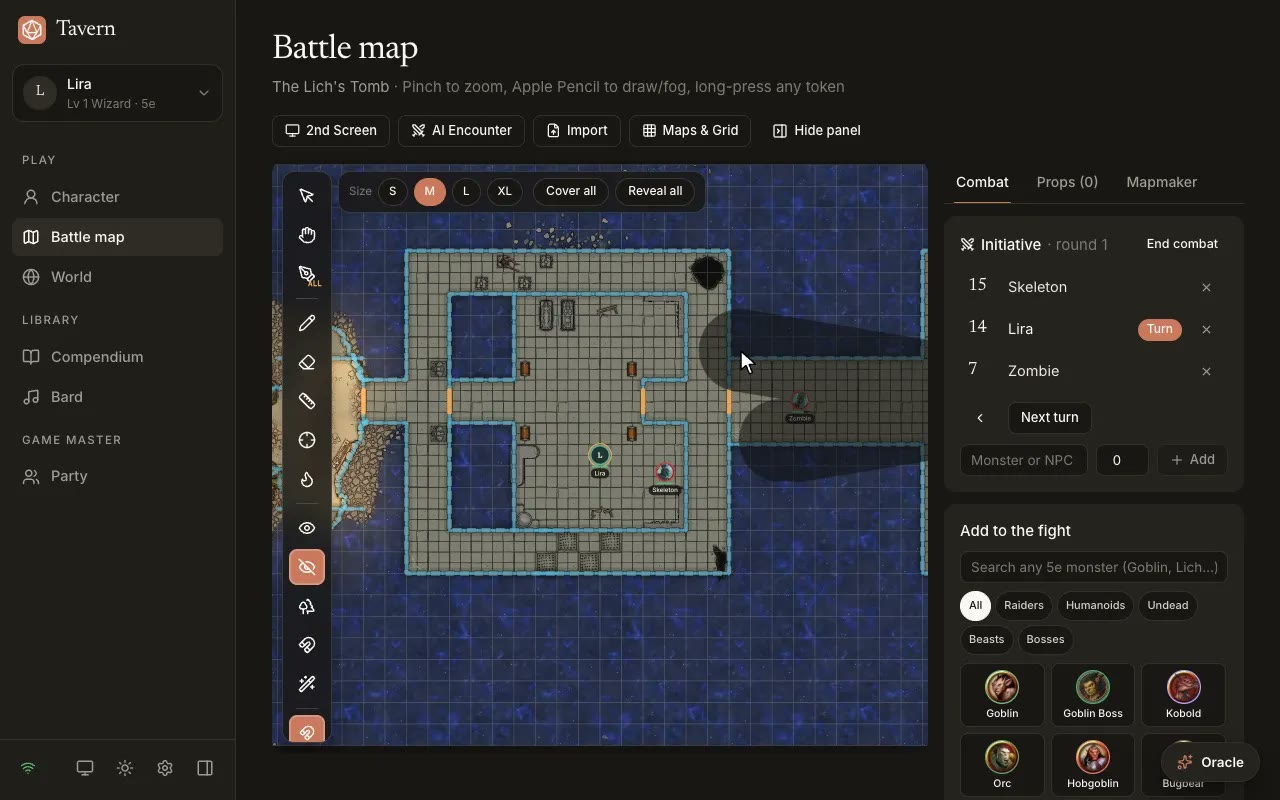 Tavern
L
Lira
Lv 1 Wizard · 5e
PLAY
Character
Battle map
World
LIBRARY
Compendium
Bard
GAME MASTER
Party
Battle map
The Lich's Tomb · Pinch to zoom, Apple Pencil to draw/fog, long-press any token
2nd Screen
AI Encounter
Import
Maps & Grid
Hide panel
Size
S
M
L
XL
Cover all
Reveal all
ALL
L
Lira
Skeleton
Zombie
Combat
Props (0)
Mapmaker
Initiative · round 1
End combat
15 Skeleton
14 Lira Turn
7 Zombie
Next turn
Monster or NPC
0
Add
Add to the fight
Search any 5e monster (Goblin, Lich...)
All
Raiders
Humanoids
Undead
Beasts
Bosses
Goblin
Goblin Boss
Kobold
Orc
Hobgoblin
Bugbear
Oracle